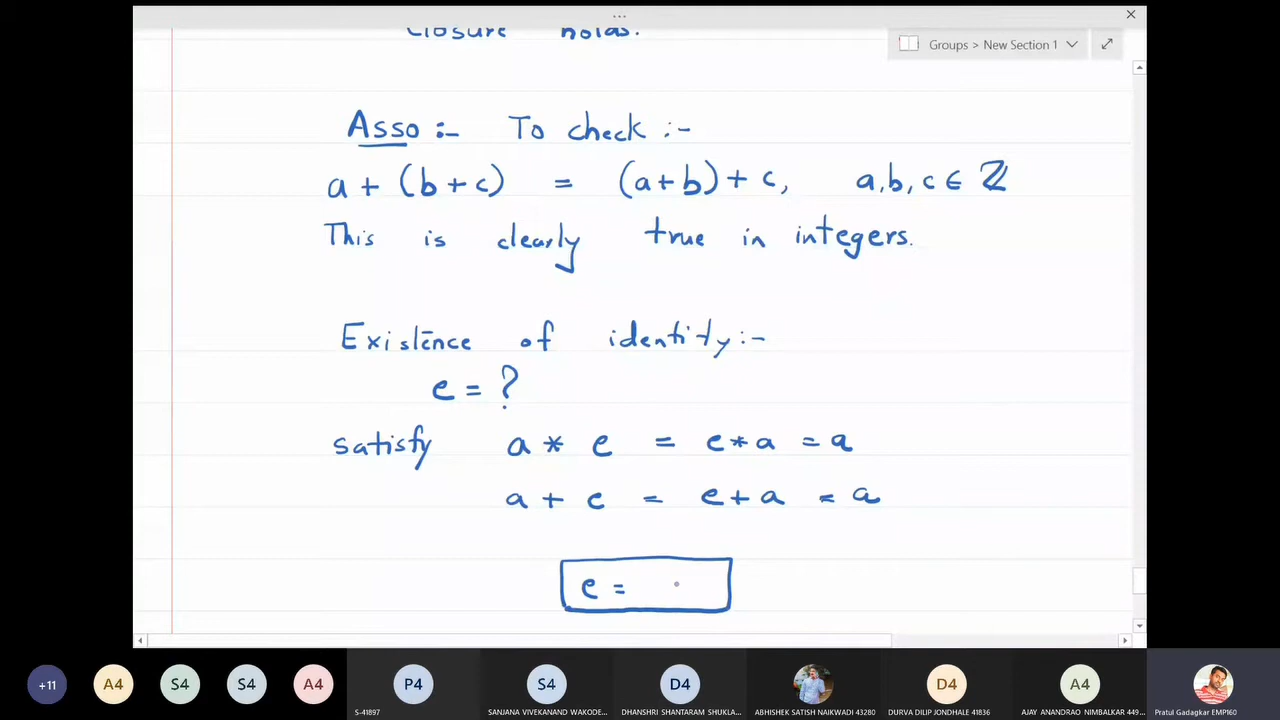 closure holds.
Groups > New Section 1
Asso :- To check :-
a + (b + c) = (a + b) + c, a, b, c ∈ ℤ
This is clearly true in integers.
Existence of identity :-
e = ?
satisfy a * e = e * a = a
a + e = e + a = a
e =
+11
A4
S4
S4
A4
P4
S4
D4
D4
A4
S-41897
SANJANA VIVEKANAND WAKODE...
DHANSHRI SHANTARAM SHUKLA...
ABHISHEK SATISH NAIKWADI 43280
DURVA DILIP JONDHALE 41836
AJAY ANANDRAO NIMBALKAR 449...
Pratul Gadagkar EMP160